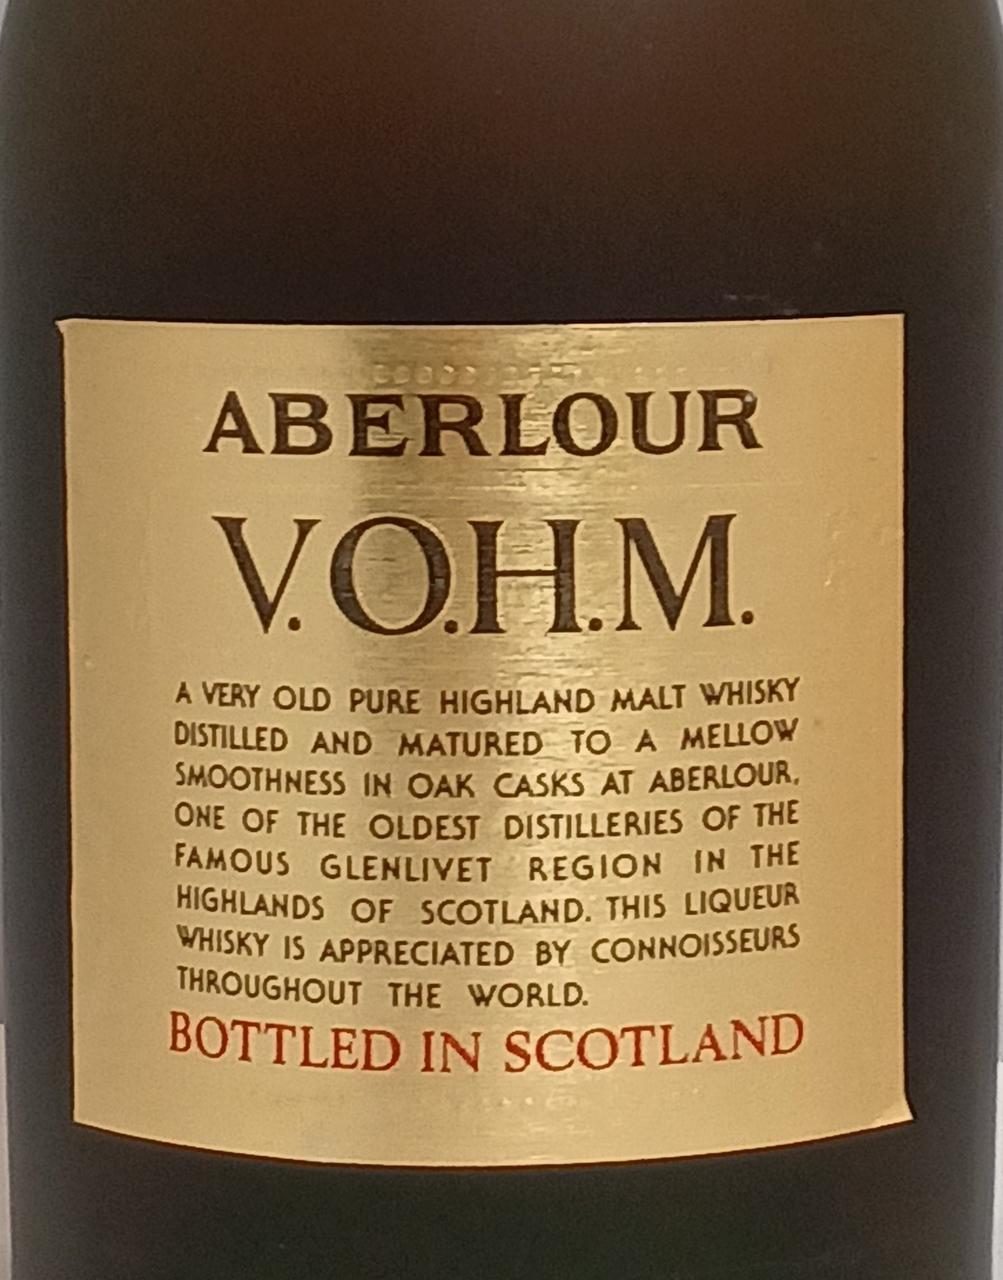 ABERLOUR
V.O.H.M.
A VERY OLD PURE HIGHLAND MALT WHISKY
DISTILLED AND MATURED TO A MELLOW
SMOOTHNESS IN OAK CASKS AT ABERLOUR,
ONE OF THE OLDEST DISTILLERIES OF THE
FAMOUS GLENLIVET REGION IN THE
HIGHLANDS OF SCOTLAND. THIS LIQUEUR
WHISKY IS APPRECIATED BY CONNOISSEURS
THROUGHOUT THE WORLD.
BOTTLED IN SCOTLAND